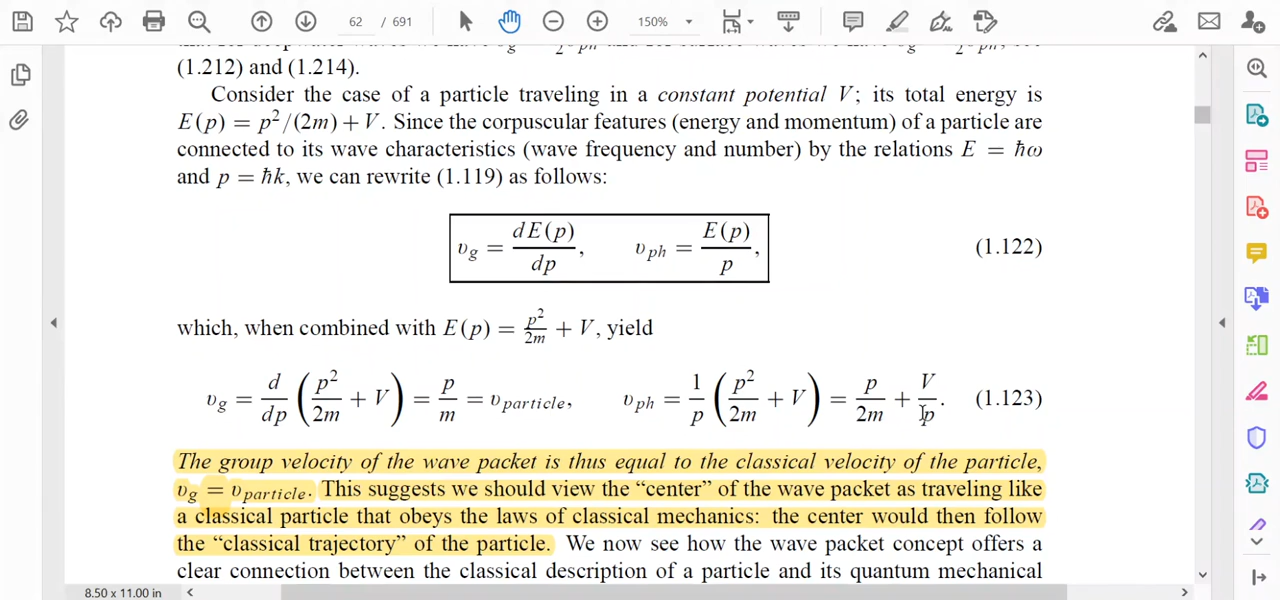 62 / 691
150%
(1.212) and (1.214).
Consider the case of a particle traveling in a constant potential V; its total energy is
E(p) = p²/(2m) + V. Since the corpuscular features (energy and momentum) of a particle are
connected to its wave characteristics (wave frequency and number) by the relations E = ħω
and p = ħk, we can rewrite (1.119) as follows:
υ_g = dE(p)/dp, υ_ph = E(p)/p, (1.122)
which, when combined with E(p) = p²/2m + V, yield
υ_g = d/dp (p²/2m + V) = p/m = υ_particle, υ_ph = 1/p (p²/2m + V) = p/2m + V/p. (1.123)
The group velocity of the wave packet is thus equal to the classical velocity of the particle,
υ_g = υ_particle. This suggests we should view the “center” of the wave packet as traveling like
a classical particle that obeys the laws of classical mechanics: the center would then follow
the “classical trajectory” of the particle. We now see how the wave packet concept offers a
clear connection between the classical description of a particle and its quantum mechanical
8.50 x 11.00 in